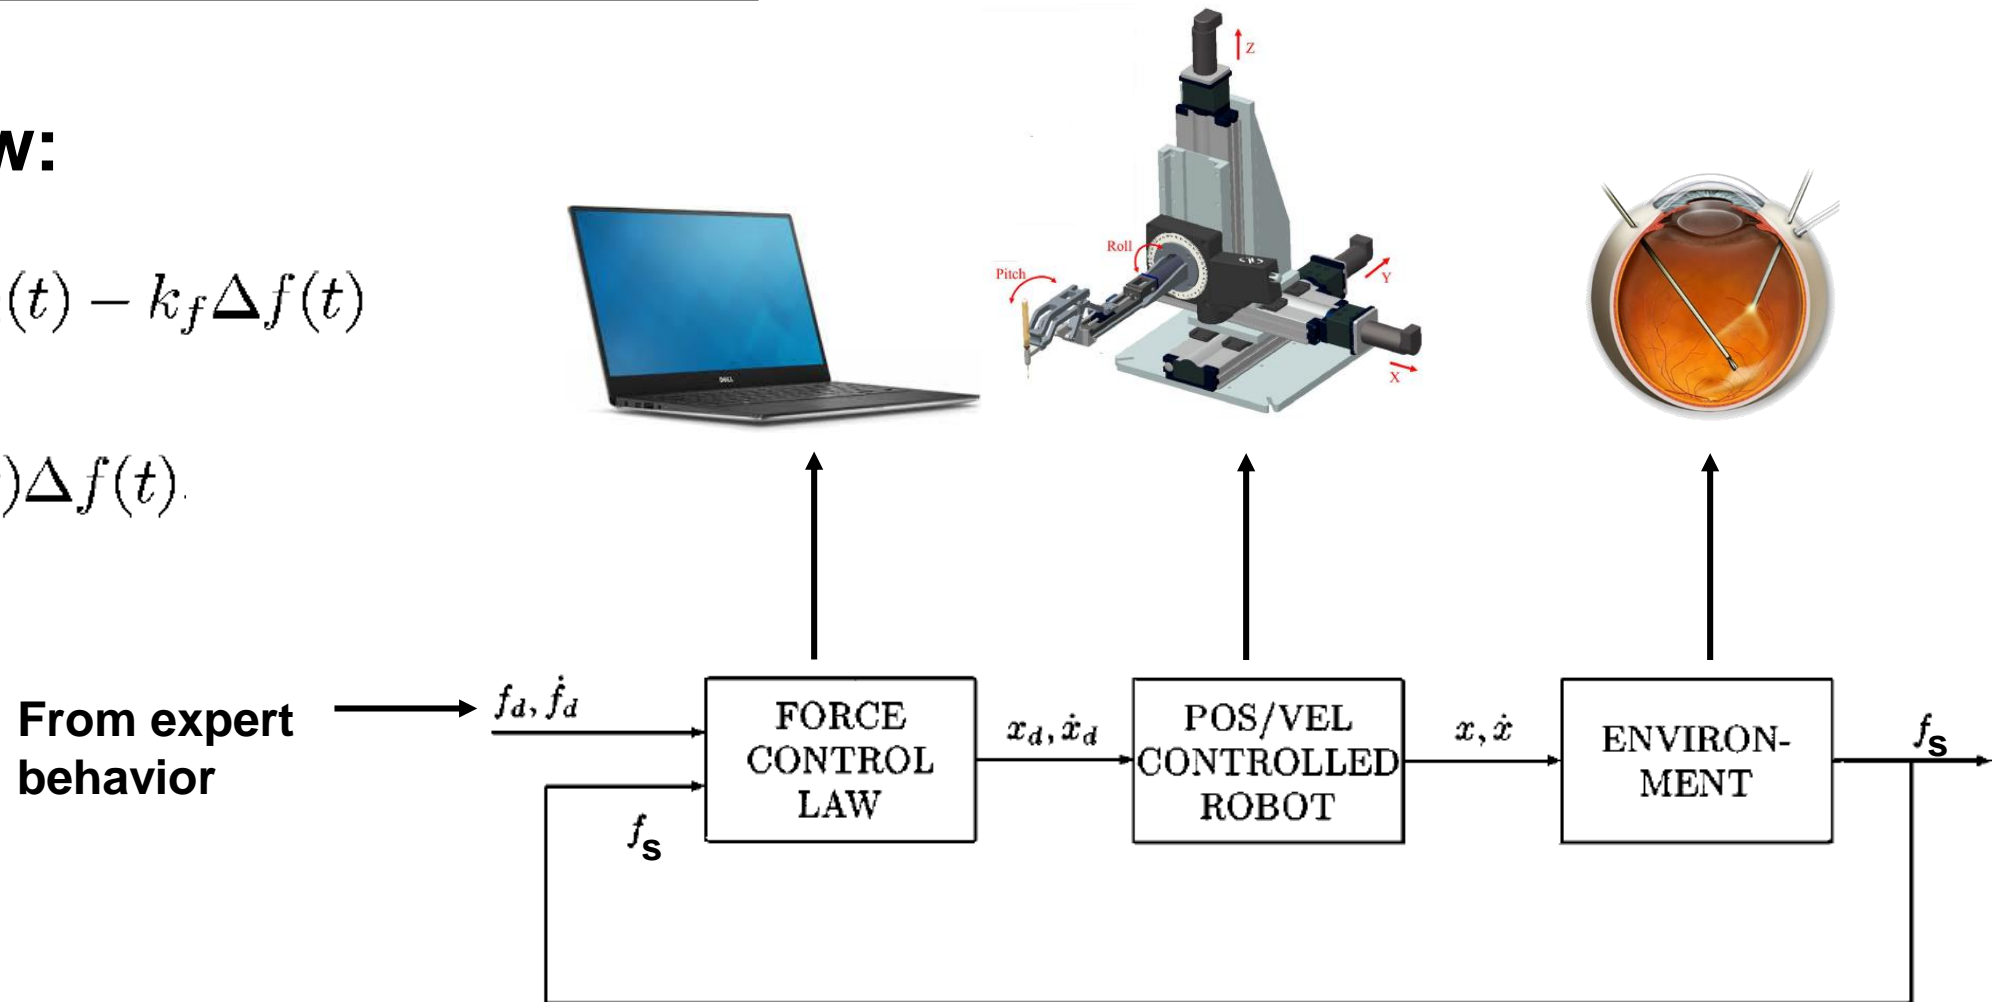 w:
(t) − k_f Δf(t)
)Δf(t).
Z
Roll
Pitch
Y
X
DELL
From expert
behavior
f_d, ḟ_d
f_s
FORCE
CONTROL
LAW
x_d, ẋ_d
POS/VEL
CONTROLLED
ROBOT
x, ẋ
ENVIRON-
MENT
f_s